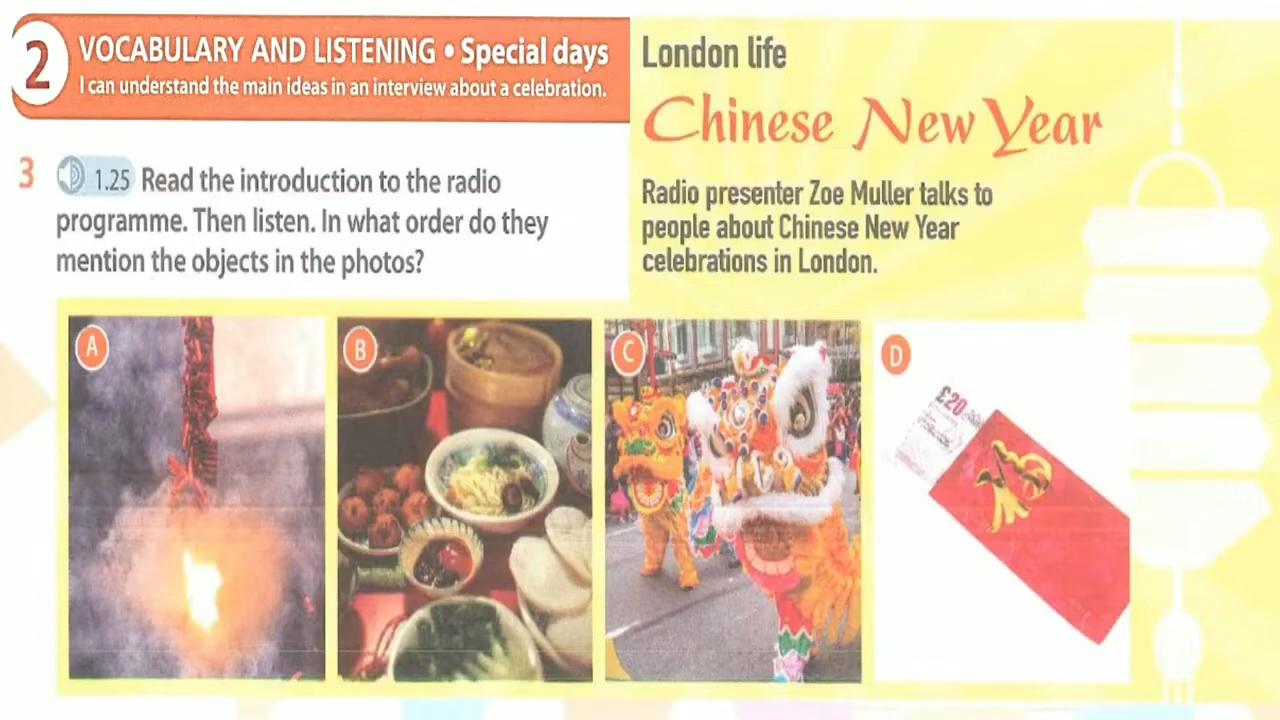 2
VOCABULARY AND LISTENING • Special days
I can understand the main ideas in an interview about a celebration.
3 1.25 Read the introduction to the radio
programme. Then listen. In what order do they
mention the objects in the photos?
London life
Chinese New Year
Radio presenter Zoe Muller talks to
people about Chinese New Year
celebrations in London.
A
B
C
D
£20